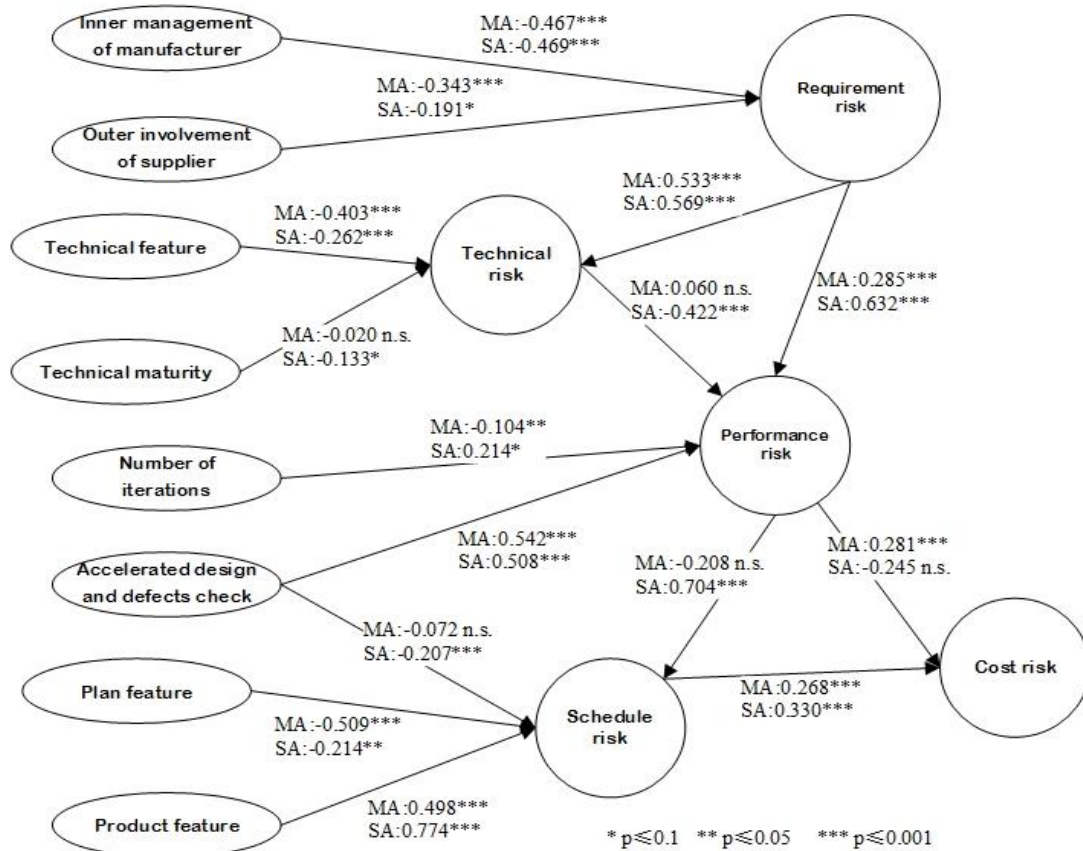 Inner management
of manufacturer
MA:-0.467***
SA:-0.469***
Requirement
risk
MA:-0.343***
SA:-0.191*
Outer involvement
of supplier
MA:0.533***
SA:0.569***
MA:-0.403***
SA:-0.262***
Technical feature
Technical
risk
MA:0.060 n.s.
SA:-0.422***
MA:0.285***
SA:0.632***
MA:-0.020 n.s.
SA:-0.133*
Technical maturity
MA:-0.104**
SA:0.214*
Performance
risk
Number of
iterations
MA:0.542***
SA:0.508***
MA:-0.208 n.s.
SA:0.704***
MA:0.281***
SA:-0.245 n.s.
Accelerated design
and defects check
MA:-0.072 n.s.
SA:-0.207***
Cost risk
Plan feature
MA:0.268***
SA:0.330***
MA:-0.509***
SA:-0.214**
Schedule
risk
MA:0.498***
SA:0.774***
Product feature
* p≤0.1 ** p≤0.05 *** p≤0.001